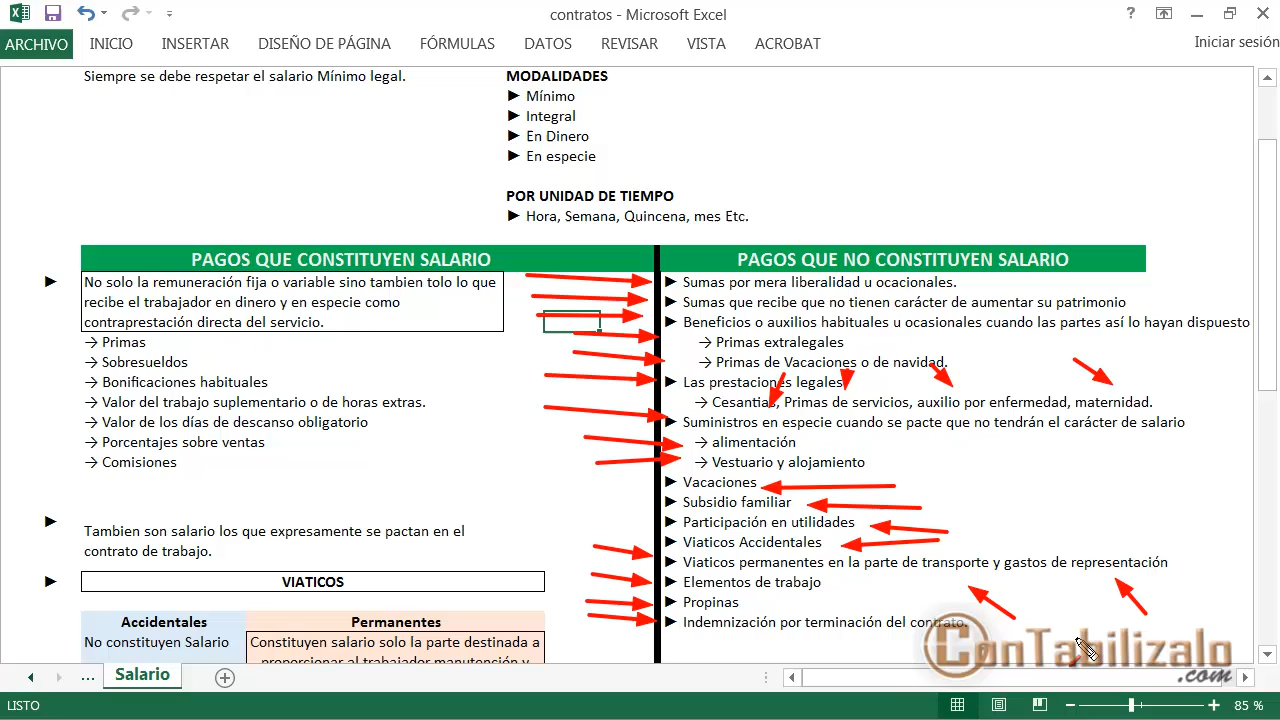 contratos - Microsoft Excel
ARCHIVO INICIO INSERTAR DISEÑO DE PÁGINA FÓRMULAS DATOS REVISAR VISTA ACROBAT Iniciar sesión
Siempre se debe respetar el salario Mínimo legal.
MODALIDADES
► Mínimo
► Integral
► En Dinero
► En especie
POR UNIDAD DE TIEMPO
► Hora, Semana, Quincena, mes Etc.
PAGOS QUE CONSTITUYEN SALARIO
► No solo la remuneración fija o variable sino tambien tolo lo que
recibe el trabajador en dinero y en especie como
contraprestación directa del servicio.
→ Primas
→ Sobresueldos
→ Bonificaciones habituales
→ Valor del trabajo suplementario o de horas extras.
→ Valor de los días de descanso obligatorio
→ Porcentajes sobre ventas
→ Comisiones
► Tambien son salario los que expresamente se pactan en el
contrato de trabajo.
► VIATICOS
Accidentales Permanentes
No constituyen Salario Constituyen salario solo la parte destinada a
proporcionar al trabajador manutención y
PAGOS QUE NO CONSTITUYEN SALARIO
► Sumas por mera liberalidad u ocacionales.
► Sumas que recibe que no tienen carácter de aumentar su patrimonio
► Beneficios o auxilios habituales u ocasionales cuando las partes así lo hayan dispuesto
→ Primas extralegales
→ Primas de Vacaciones o de navidad.
► Las prestaciones legales
→ Cesantias, Primas de servicios, auxilio por enfermedad, maternidad.
► Suministros en especie cuando se pacte que no tendrán el carácter de salario
→ alimentación
→ Vestuario y alojamiento
► Vacaciones
► Subsidio familiar
► Participación en utilidades
► Viaticos Accidentales
► Viaticos permanentes en la parte de transporte y gastos de representación
► Elementos de trabajo
► Propinas
► Indemnización por terminación del contrato.
ConTabilizalo
.com
... Salario
LISTO 85 %